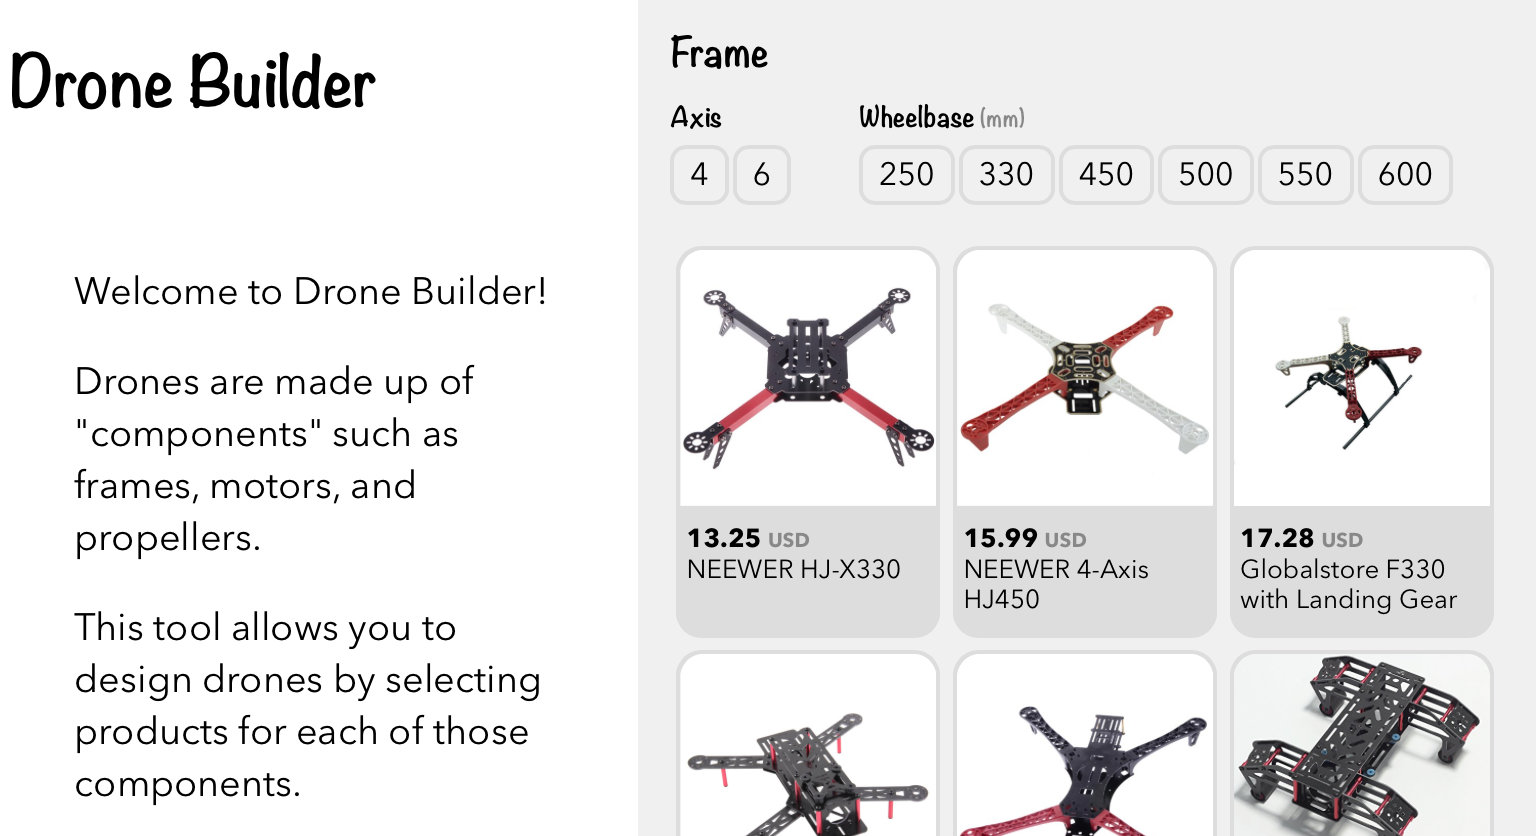 Drone Builder
Welcome to Drone Builder!
Drones are made up of
"components" such as
frames, motors, and
propellers.
This tool allows you to
design drones by selecting
products for each of those
components.
Frame
Axis
4 6
Wheelbase (mm)
250 330 450 500 550 600
13.25 USD
NEEWER HJ-X330
15.99 USD
NEEWER 4-Axis
HJ450
17.28 USD
Globalstore F330
with Landing Gear